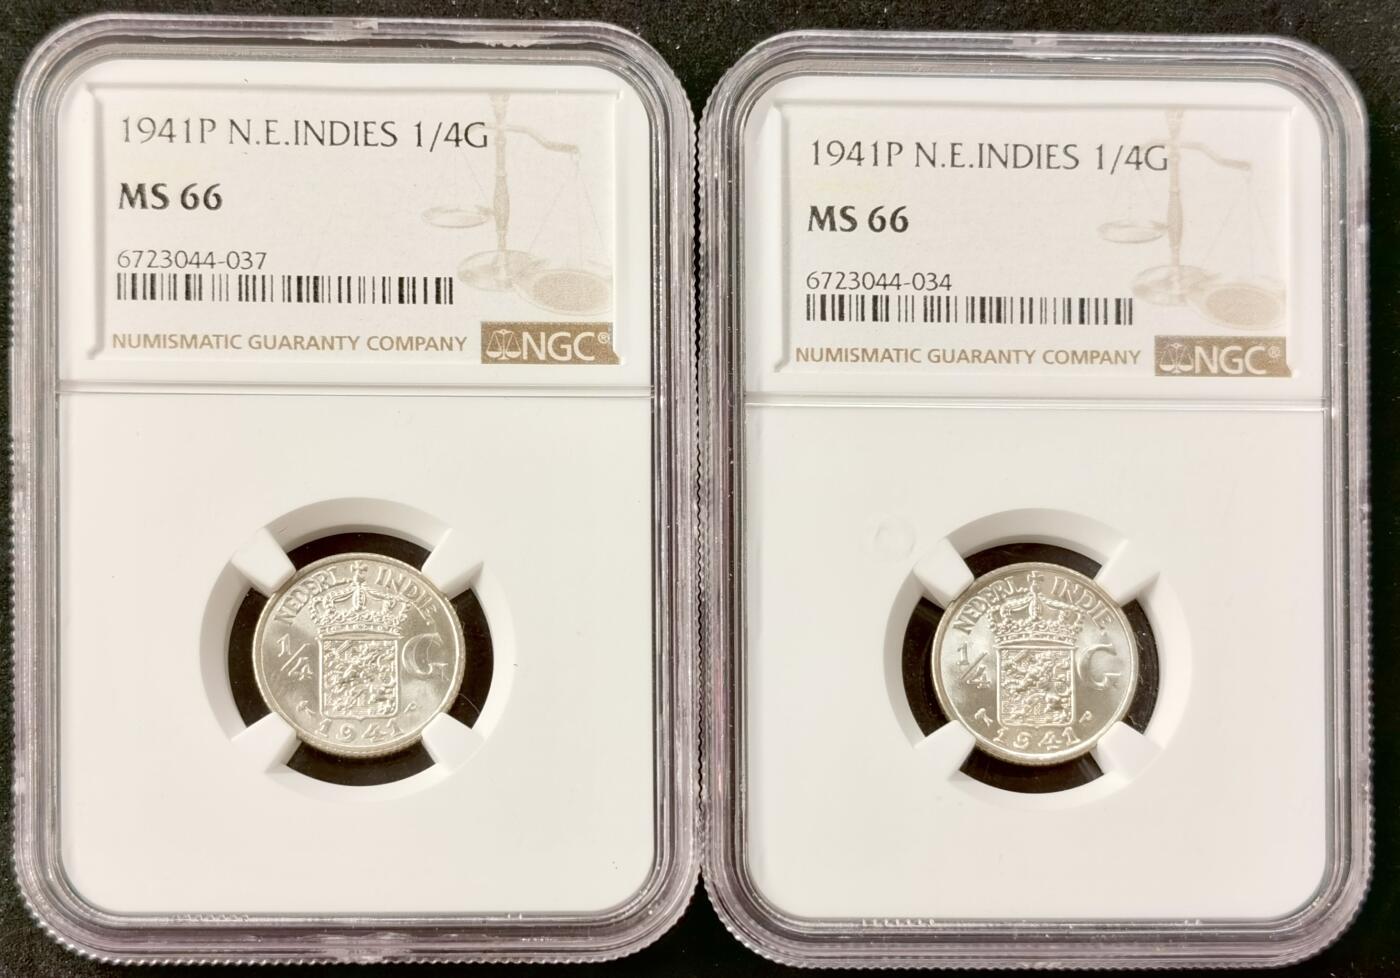 1941P N.E.INDIES 1/4G
MS 66
6723044-037
NUMISMATIC GUARANTY COMPANY
NGC®
NEDERL. INDIE
1/4 G
P
1941
1941P N.E.INDIES 1/4G
MS 66
6723044-034
NUMISMATIC GUARANTY COMPANY
NGC®
NEDERL. INDIE
1/4 G
P
1941